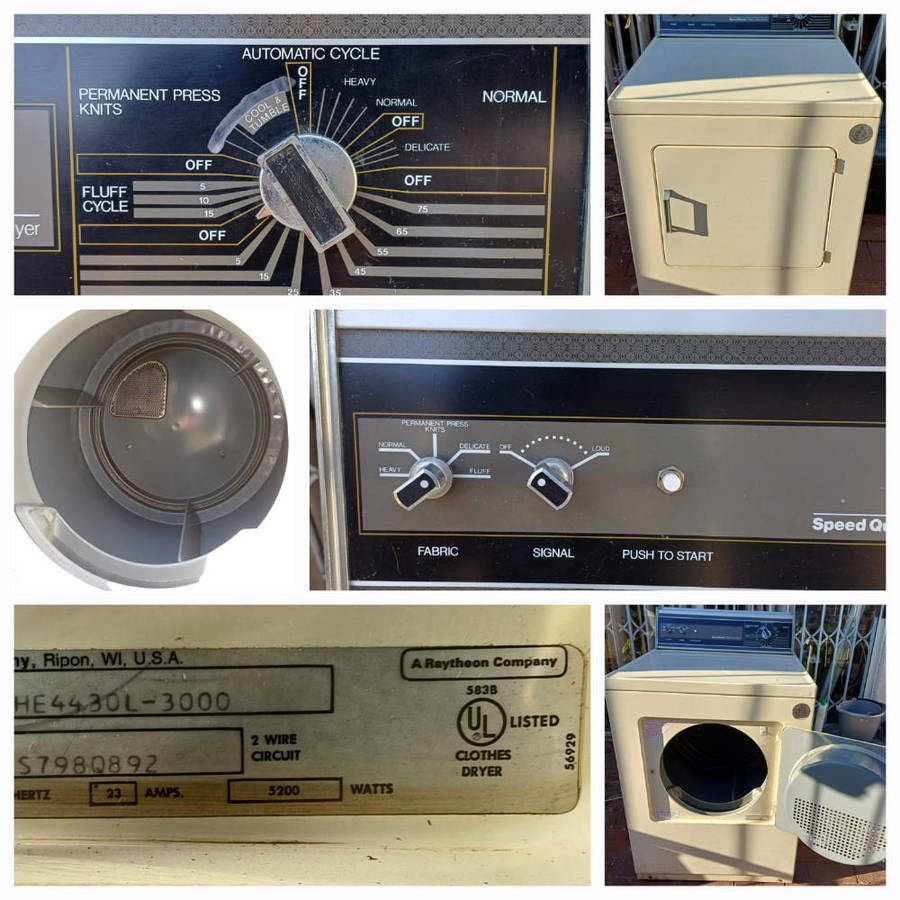 AUTOMATIC CYCLE
PERMANENT PRESS
KNITS
COOL &
TUMBLE
OFF
HEAVY
NORMAL
OFF
NORMAL
DELICATE
OFF
OFF
FLUFF
CYCLE
5
10
15
OFF
75
65
55
45
35
25
15
5
yer
PERMANENT PRESS
KNITS
NORMAL
DELICATE
HEAVY
FLUFF
OFF
LOUD
Speed Qu
FABRIC
SIGNAL
PUSH TO START
ny, Ripon, WI, U.S.A.
A Raytheon Company
HE4430L-3000
583B
UL
LISTED
CLOTHES
DRYER
56929
S798Q892
2 WIRE
CIRCUIT
HERTZ 23 AMPS. 5200 WATTS